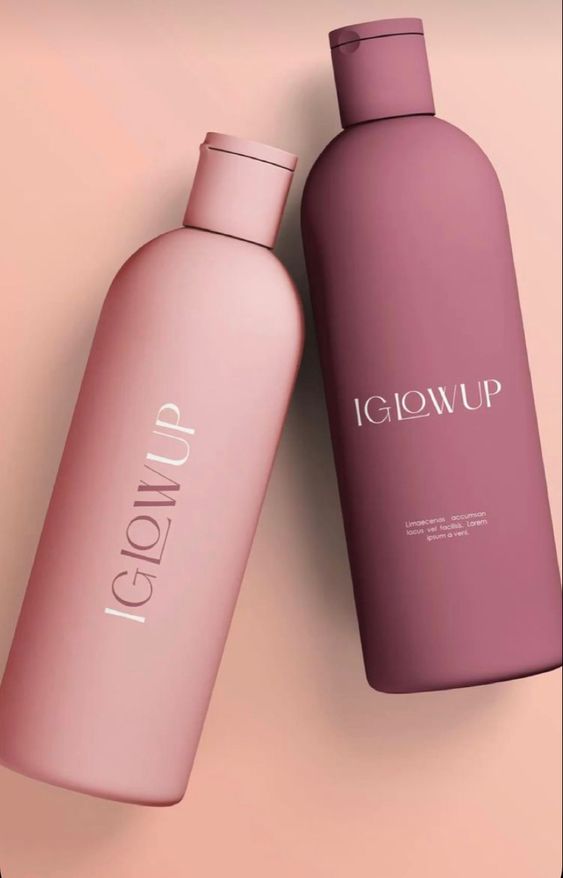 IGLOWUP
IGLOWUP
Limaecenas accumsan
lacus vel facilisis. Lorem
ipsum a veni.